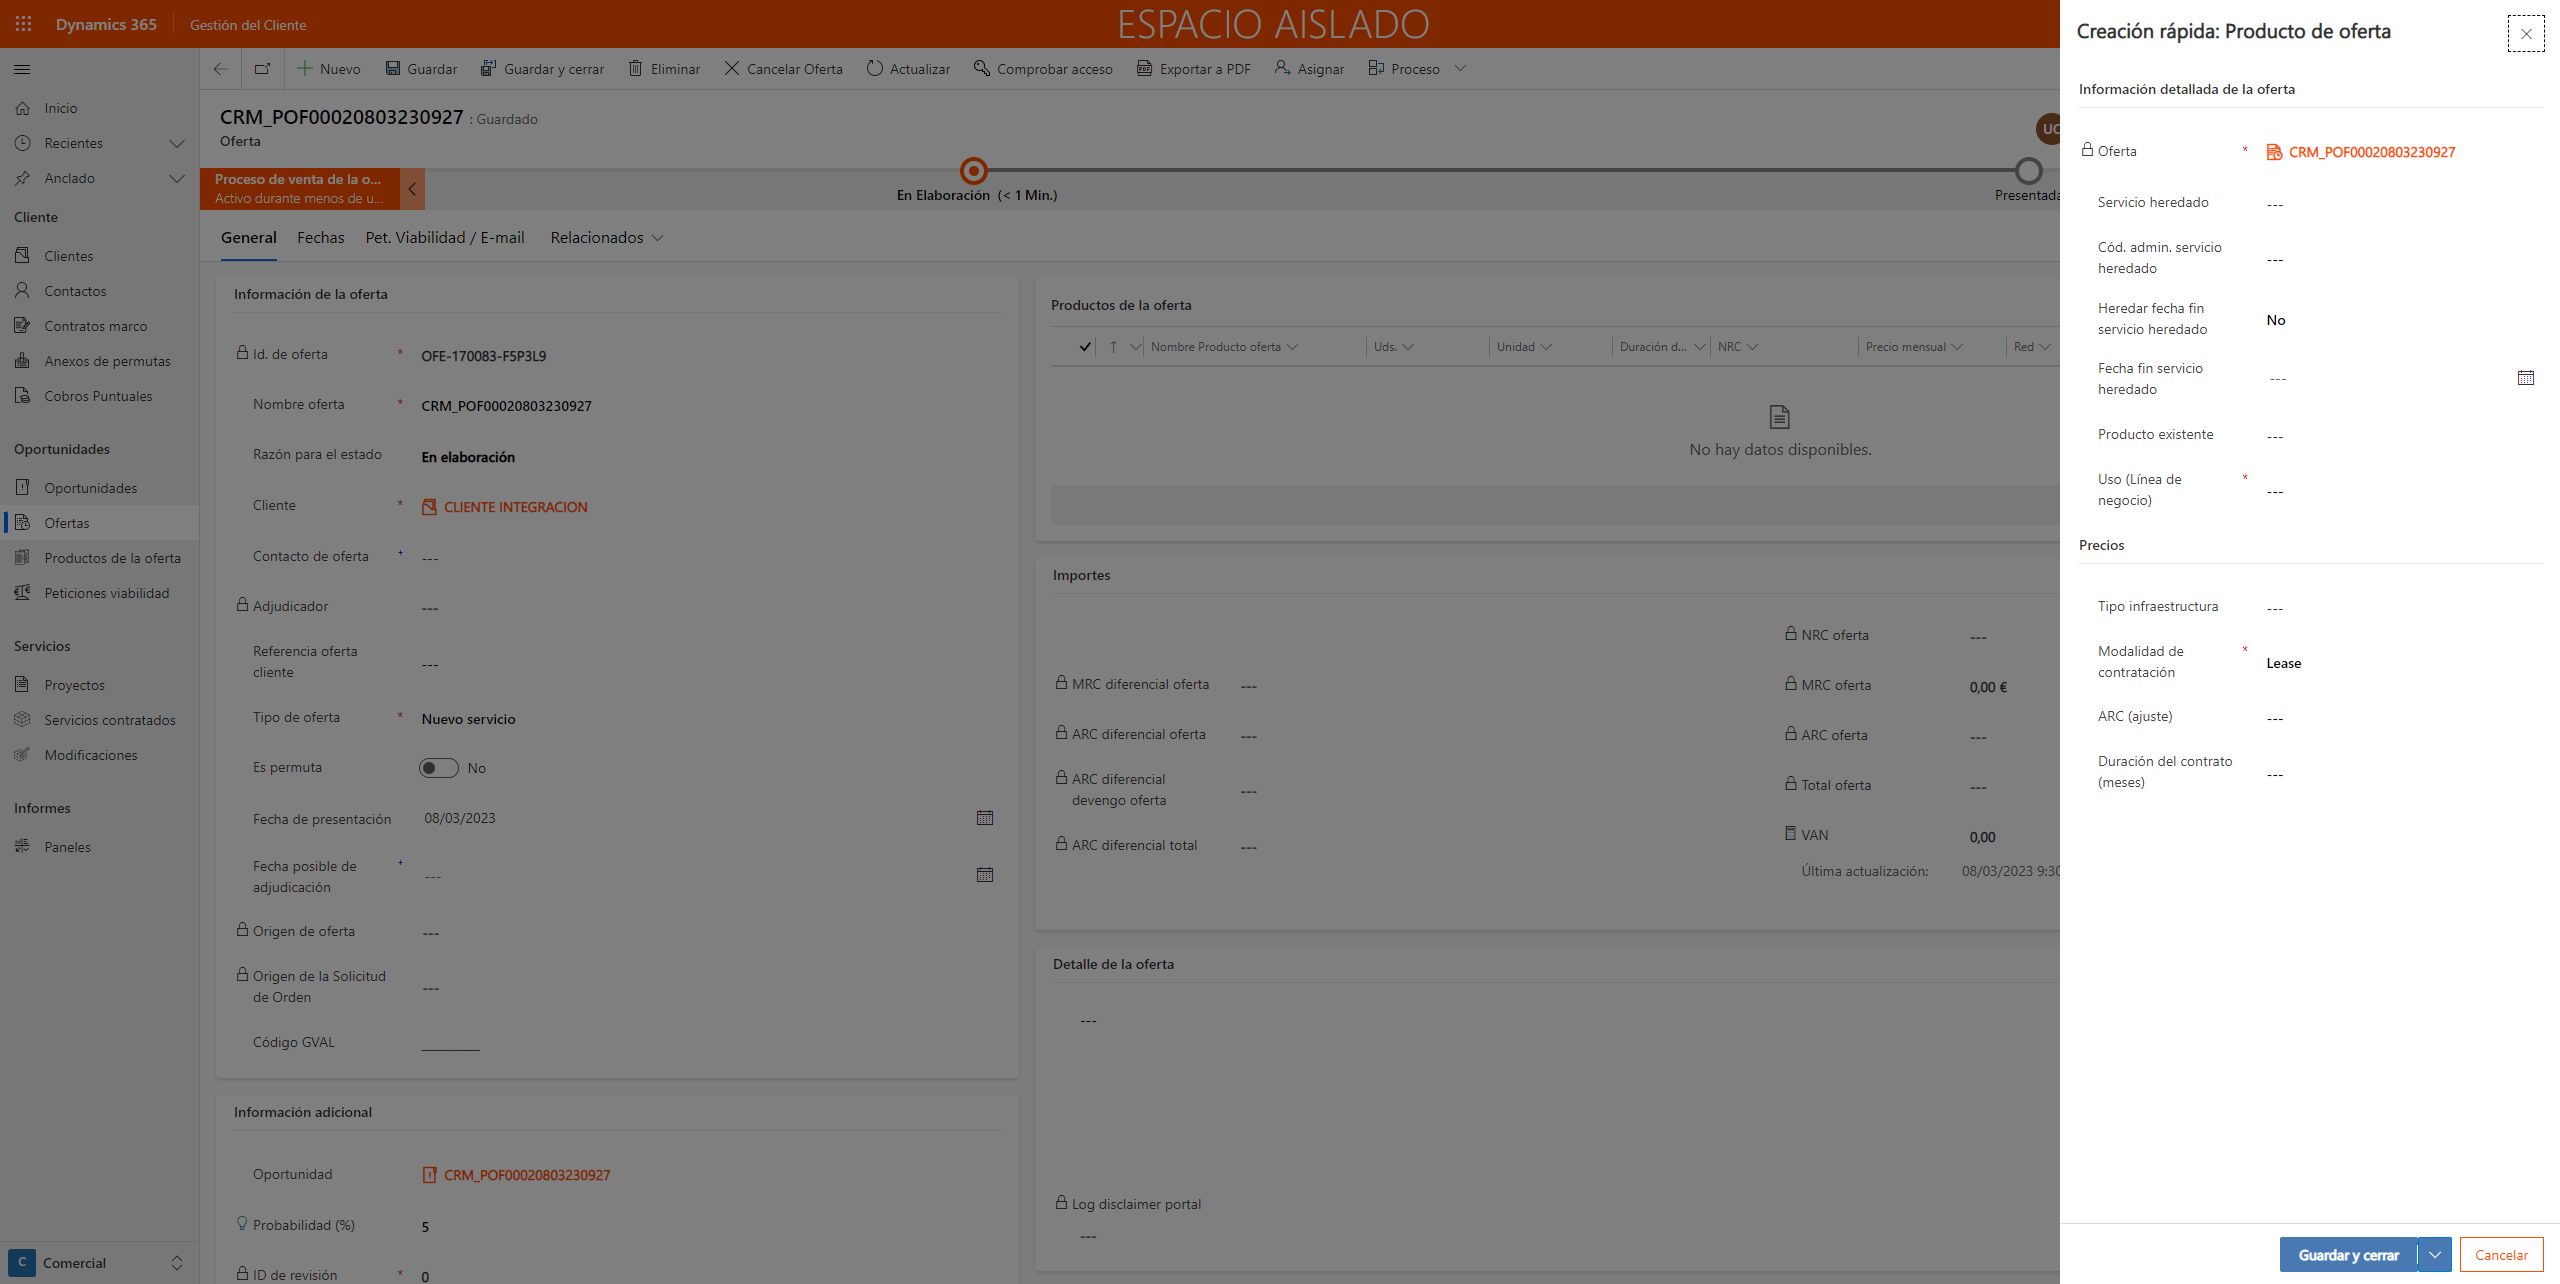 Dynamics 365
Gestión del Cliente
ESPACIO AISLADO
Nuevo
Guardar
Guardar y cerrar
Eliminar
Cancelar Oferta
Actualizar
Comprobar acceso
Exportar a PDF
Asignar
Proceso
Inicio
Recientes
Anclado
Cliente
Clientes
Contactos
Contratos marco
Anexos de permutas
Cobros Puntuales
Oportunidades
Oportunidades
Ofertas
Productos de la oferta
Peticiones viabilidad
Servicios
Proyectos
Servicios contratados
Modificaciones
Informes
Paneles
C Comercial
CRM_POF00020803230927 : Guardado
Oferta
UC
Proceso de venta de la o...
Activo durante menos de u...
En Elaboración (< 1 Min.)
Presentada
General
Fechas
Pet. Viabilidad / E-mail
Relacionados
Información de la oferta
Id. de oferta * OFE-170083-F5P3L9
Nombre oferta * CRM_POF00020803230927
Razón para el estado En elaboración
Cliente * CLIENTE INTEGRACION
Contacto de oferta + ---
Adjudicador ---
Referencia oferta
cliente ---
Tipo de oferta * Nuevo servicio
Es permuta No
Fecha de presentación 08/03/2023
Fecha posible de
adjudicación + ---
Origen de oferta ---
Origen de la Solicitud
de Orden ---
Código GVAL __________
Información adicional
Oportunidad CRM_POF00020803230927
Probabilidad (%) 5
ID de revisión * 0
Productos de la oferta
Nombre Producto oferta
Uds.
Unidad
Duración d...
NRC
Precio mensual
Red
No hay datos disponibles.
Importes
MRC diferencial oferta ---
ARC diferencial oferta ---
ARC diferencial
devengo oferta ---
ARC diferencial total ---
NRC oferta ---
MRC oferta 0,00 €
ARC oferta ---
Total oferta ---
VAN 0,00
Última actualización: 08/03/2023 9:30
Detalle de la oferta
---
Log disclaimer portal
---
Creación rápida: Producto de oferta
Información detallada de la oferta
Oferta * CRM_POF00020803230927
Servicio heredado ---
Cód. admin. servicio
heredado ---
Heredar fecha fin
servicio heredado No
Fecha fin servicio
heredado ---
Producto existente ---
Uso (Línea de
negocio) * ---
Precios
Tipo infraestructura ---
Modalidad de
contratación * Lease
ARC (ajuste) ---
Duración del contrato
(meses) ---
Guardar y cerrar
Cancelar